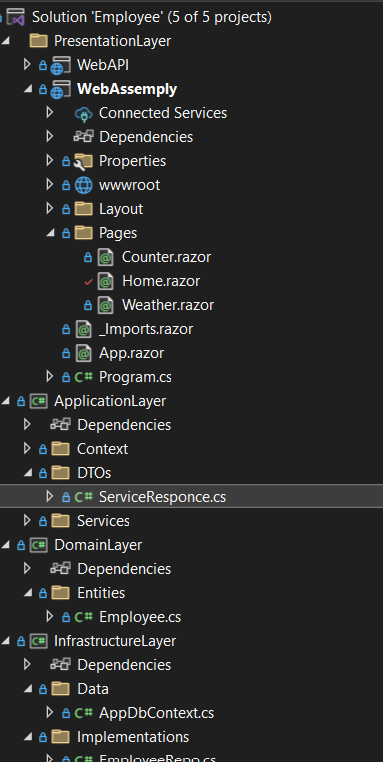 Solution 'Employee' (5 of 5 projects)
PresentationLayer
WebAPI
WebAssemply
Connected Services
Dependencies
Properties
wwwroot
Layout
Pages
Counter.razor
Home.razor
Weather.razor
_Imports.razor
App.razor
C# Program.cs
C# ApplicationLayer
Dependencies
Context
DTOs
C# ServiceResponce.cs
Services
C# DomainLayer
Dependencies
Entities
C# Employee.cs
C# InfrastructureLayer
Dependencies
Data
C# AppDbContext.cs
Implementations
C# EmployeeRepo.cs